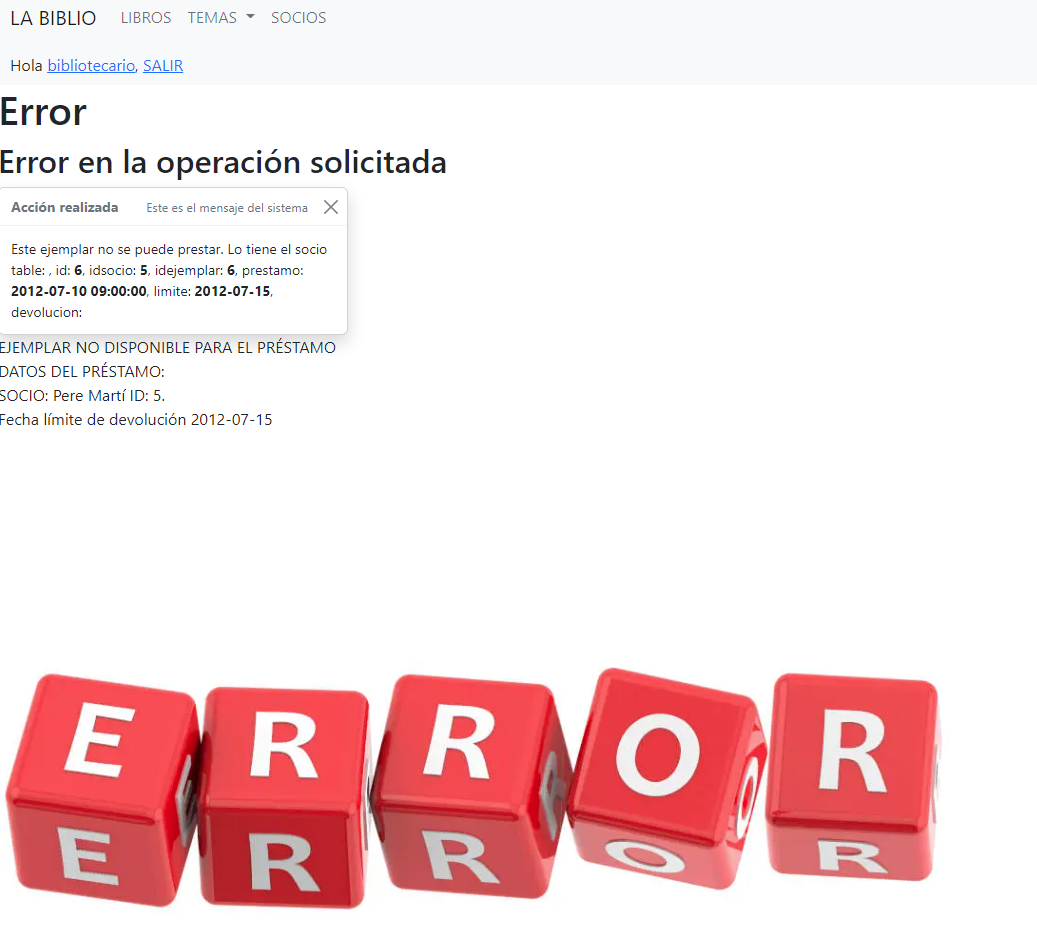 LA BIBLIO LIBROS TEMAS SOCIOS
Hola bibliotecario, SALIR
Error
Error en la operación solicitada
Acción realizada Este es el mensaje del sistema
Este ejemplar no se puede prestar. Lo tiene el socio
table: , id: 6, idsocio: 5, idejemplar: 6, prestamo:
2012-07-10 09:00:00, limite: 2012-07-15,
devolucion:
EJEMPLAR NO DISPONIBLE PARA EL PRÉSTAMO
DATOS DEL PRÉSTAMO:
SOCIO: Pere Martí ID: 5.
Fecha límite de devolución 2012-07-15
E R R O R
E R R O R